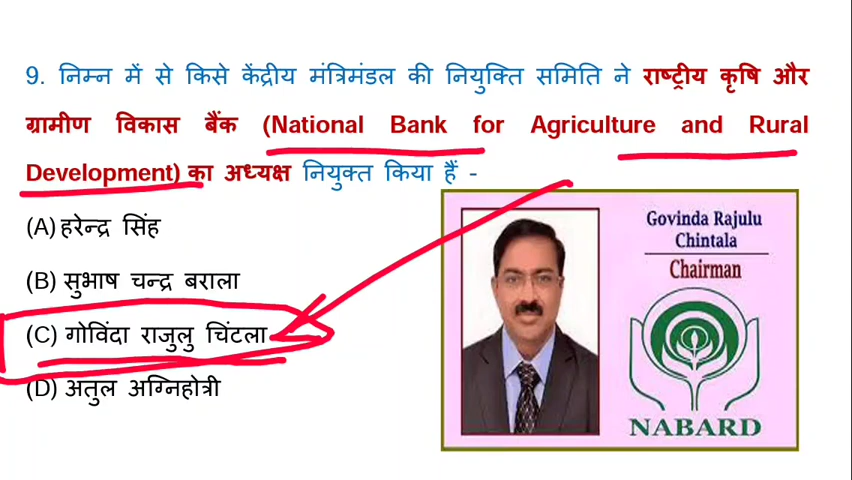 9. निम्न में से किसे केंद्रीय मंत्रिमंडल की नियुक्ति समिति ने राष्ट्रीय कृषि और
ग्रामीण विकास बैंक (National Bank for Agriculture and Rural
Development) का अध्यक्ष नियुक्त किया हैं -
(A) हरेन्द्र सिंह
(B) सुभाष चन्द्र बराला
(C) गोविंदा राजुलु चिंटला
(D) अतुल अग्निहोत्री
Govinda Rajulu
Chintala
Chairman
NABARD